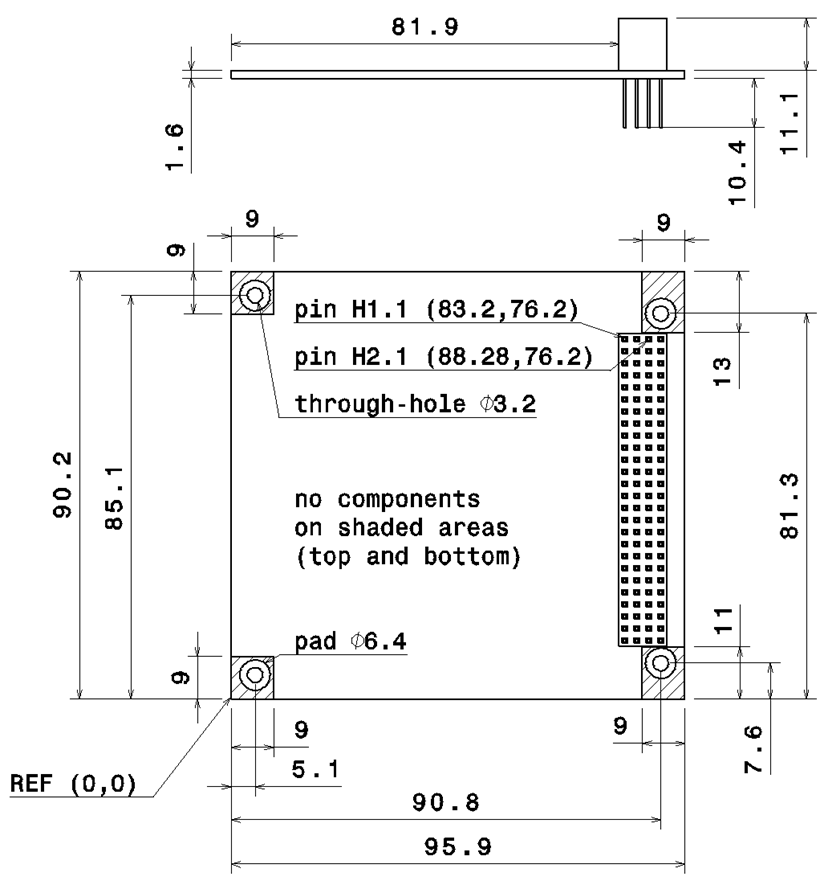 81.9
1.6
10.4
11.1
9
9
9
pin H1.1 (83.2,76.2)
pin H2.1 (88.28,76.2)
through-hole ∅3.2
13
90.2
85.1
81.3
no components
on shaded areas
(top and bottom)
11
pad ∅6.4
9
9
9
7.6
5.1
REF (0,0)
90.8
95.9